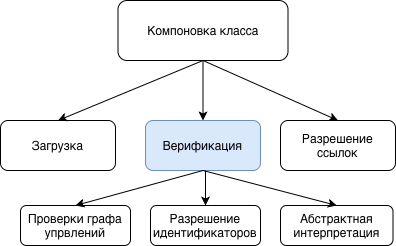 Компоновка класса
Загрузка
Верификация
Разрешение
ссылок
Проверки графа
упрвлений
Разрешение
идентификаторов
Абстрактная
интерпретация